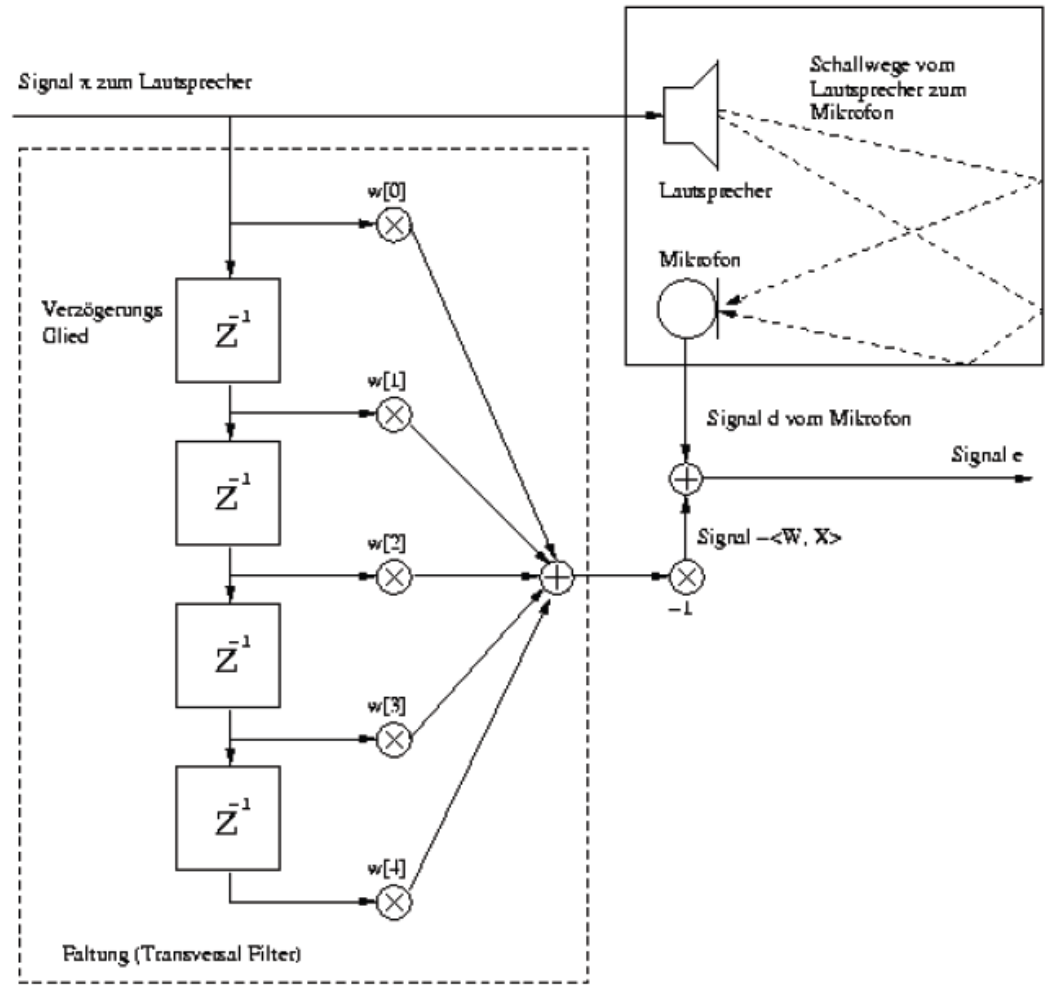 Signal x zum Lautsprecher
Schallwege vom
Lautsprecher zum
Mikrofon
Lautsprecher
w[0]
Mikrofon
Verzögerungs
Glied
Z⁻¹
w[1]
Signal d vom Mikrofon
Signal e
Z⁻¹
w[2]
Signal -<W, X>
-1
Z⁻¹
w[3]
Z⁻¹
w[4]
Faltung (Transversal Filter)